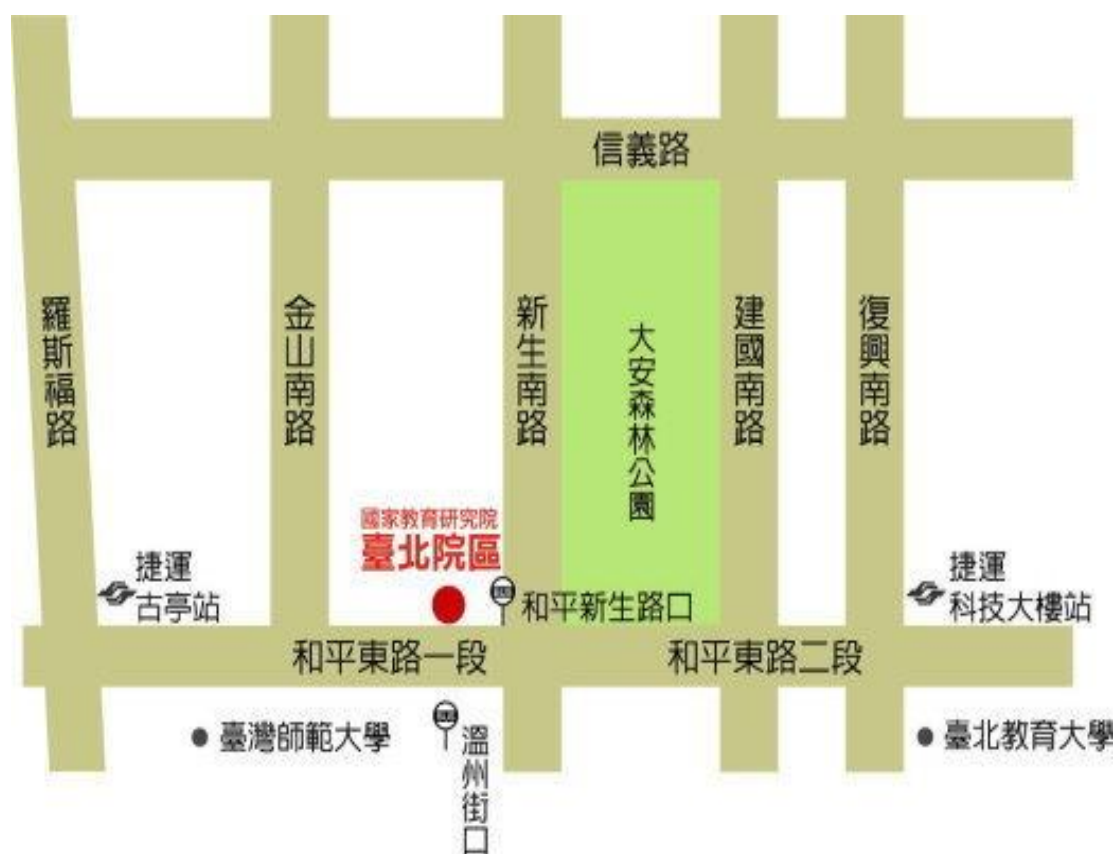 信義路
羅斯福路
金山南路
新生南路
大安森林公園
建國南路
復興南路
國家教育研究院
臺北院區
捷運
古亭站
和平新生路口
捷運
科技大樓站
和平東路一段
和平東路二段
臺灣師範大學
溫州街口
臺北教育大學